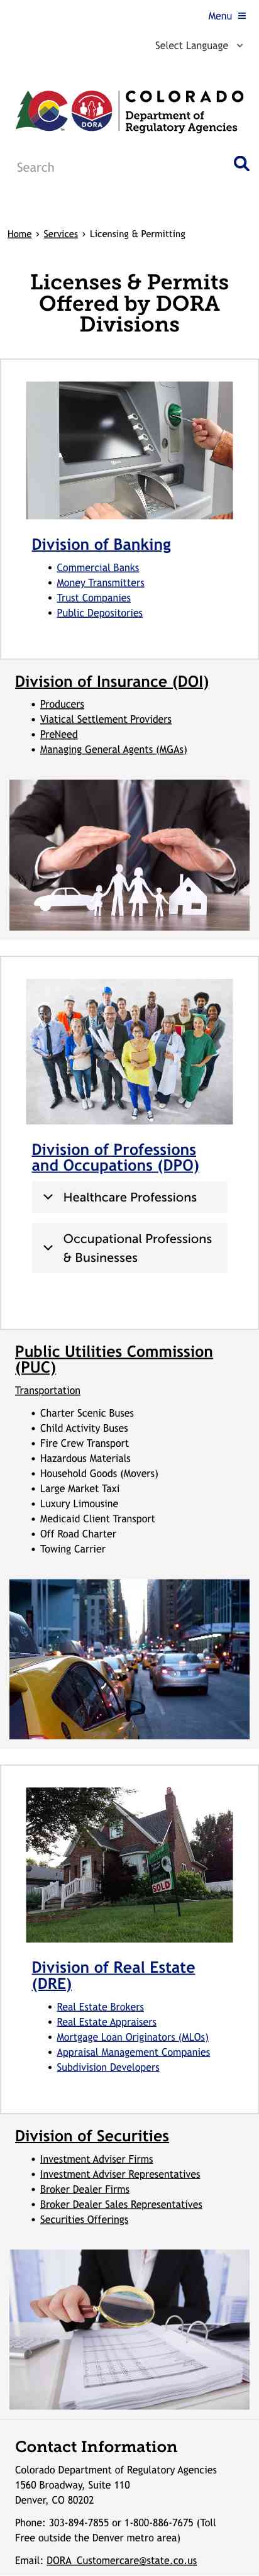 Menu ≡
Select Language
CO
DORA
COLORADO
Department of
Regulatory Agencies
Search
Home › Services › Licensing & Permitting
Licenses & Permits
Offered by DORA
Divisions
Division of Banking
• Commercial Banks
• Money Transmitters
• Trust Companies
• Public Depositories
Division of Insurance (DOI)
• Producers
• Viatical Settlement Providers
• PreNeed
• Managing General Agents (MGAs)
Division of Professions
and Occupations (DPO)
Healthcare Professions
Occupational Professions
& Businesses
Public Utilities Commission
(PUC)
Transportation
• Charter Scenic Buses
• Child Activity Buses
• Fire Crew Transport
• Hazardous Materials
• Household Goods (Movers)
• Large Market Taxi
• Luxury Limousine
• Medicaid Client Transport
• Off Road Charter
• Towing Carrier
SOLD
Division of Real Estate
(DRE)
• Real Estate Brokers
• Real Estate Appraisers
• Mortgage Loan Originators (MLOs)
• Appraisal Management Companies
• Subdivision Developers
Division of Securities
• Investment Adviser Firms
• Investment Adviser Representatives
• Broker Dealer Firms
• Broker Dealer Sales Representatives
• Securities Offerings
Contact Information
Colorado Department of Regulatory Agencies
1560 Broadway, Suite 110
Denver, CO 80202
Phone: 303-894-7855 or 1-800-886-7675 (Toll
Free outside the Denver metro area)
Email: DORA_Customercare@state.co.us